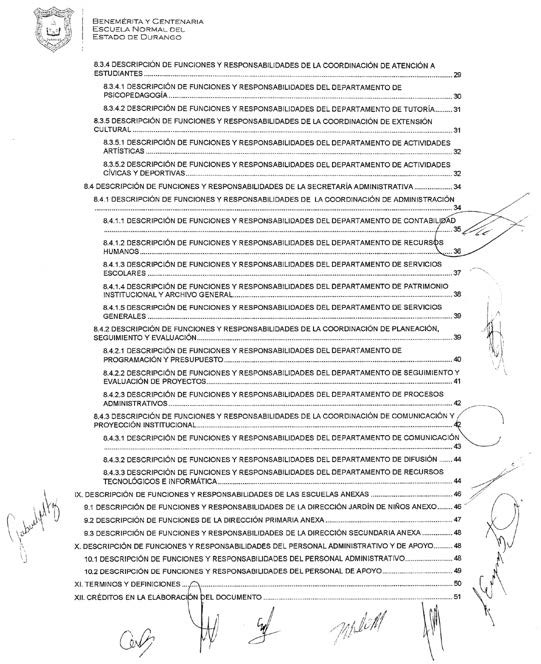 BENEMÉRITA Y CENTENARIA
ESCUELA NORMAL DEL
ESTADO DE DURANGO
8.3.4 DESCRIPCIÓN DE FUNCIONES Y RESPONSABILIDADES DE LA COORDINACIÓN DE ATENCIÓN A
ESTUDIANTES 29
8.3.4.1 DESCRIPCIÓN DE FUNCIONES Y RESPONSABILIDADES DEL DEPARTAMENTO DE
PSICOPEDAGOGÍA 30
8.3.4.2 DESCRIPCIÓN DE FUNCIONES Y RESPONSABILIDADES DEL DEPARTAMENTO DE TUTORÍA 31
8.3.5 DESCRIPCIÓN DE FUNCIONES Y RESPONSABILIDADES DE LA COORDINACIÓN DE EXTENSIÓN
CULTURAL 31
8.3.5.1 DESCRIPCIÓN DE FUNCIONES Y RESPONSABILIDADES DEL DEPARTAMENTO DE ACTIVIDADES
ARTÍSTICAS 32
8.3.5.2 DESCRIPCIÓN DE FUNCIONES Y RESPONSABILIDADES DEL DEPARTAMENTO DE ACTIVIDADES
CÍVICAS Y DEPORTIVAS 32
8.4 DESCRIPCIÓN DE FUNCIONES Y RESPONSABILIDADES DE LA SECRETARÍA ADMINISTRATIVA 34
8.4.1 DESCRIPCIÓN DE FUNCIONES Y RESPONSABILIDADES DE LA COORDINACIÓN DE ADMINISTRACIÓN
34
8.4.1.1 DESCRIPCIÓN DE FUNCIONES Y RESPONSABILIDADES DEL DEPARTAMENTO DE CONTABILIDAD
35
8.4.1.2 DESCRIPCIÓN DE FUNCIONES Y RESPONSABILIDADES DEL DEPARTAMENTO DE RECURSOS
HUMANOS 36
8.4.1.3 DESCRIPCIÓN DE FUNCIONES Y RESPONSABILIDADES DEL DEPARTAMENTO DE SERVICIOS
ESCOLARES 37
8.4.1.4 DESCRIPCIÓN DE FUNCIONES Y RESPONSABILIDADES DEL DEPARTAMENTO DE PATRIMONIO
INSTITUCIONAL Y ARCHIVO GENERAL 38
8.4.1.5 DESCRIPCIÓN DE FUNCIONES Y RESPONSABILIDADES DEL DEPARTAMENTO DE SERVICIOS
GENERALES 39
8.4.2 DESCRIPCIÓN DE FUNCIONES Y RESPONSABILIDADES DE LA COORDINACIÓN DE PLANEACIÓN,
SEGUIMIENTO Y EVALUACIÓN 39
8.4.2.1 DESCRIPCIÓN DE FUNCIONES Y RESPONSABILIDADES DEL DEPARTAMENTO DE
PROGRAMACIÓN Y PRESUPUESTO 40
8.4.2.2 DESCRIPCIÓN DE FUNCIONES Y RESPONSABILIDADES DEL DEPARTAMENTO DE SEGUIMIENTO Y
EVALUACIÓN DE PROYECTOS 41
8.4.2.3 DESCRIPCIÓN DE FUNCIONES Y RESPONSABILIDADES DEL DEPARTAMENTO DE PROCESOS
ADMINISTRATIVOS 42
8.4.3 DESCRIPCIÓN DE FUNCIONES Y RESPONSABILIDADES DE LA COORDINACIÓN DE COMUNICACIÓN Y
PROYECCIÓN INSTITUCIONAL 42
8.4.3.1 DESCRIPCIÓN DE FUNCIONES Y RESPONSABILIDADES DEL DEPARTAMENTO DE COMUNICACIÓN
43
8.4.3.2 DESCRIPCIÓN DE FUNCIONES Y RESPONSABILIDADES DEL DEPARTAMENTO DE DIFUSIÓN 44
8.4.3.3 DESCRIPCIÓN DE FUNCIONES Y RESPONSABILIDADES DEL DEPARTAMENTO DE RECURSOS
TECNOLÓGICOS E INFORMÁTICA 44
IX. DESCRIPCIÓN DE FUNCIONES Y RESPONSABILIDADES DE LAS ESCUELAS ANEXAS 46
9.1 DESCRIPCIÓN DE FUNCIONES Y RESPONSABILIDADES DE LA DIRECCIÓN JARDÍN DE NIÑOS ANEXO 46
9.2 DESCRIPCIÓN DE FUNCIONES DE LA DIRECCIÓN PRIMARIA ANEXA 47
9.3 DESCRIPCIÓN DE FUNCIONES Y RESPONSABILIDADES DE LA DIRECCIÓN SECUNDARIA ANEXA 48
X. DESCRIPCIÓN DE FUNCIONES Y RESPONSABILIDADES DEL PERSONAL ADMINISTRATIVO Y DE APOYO 48
10.1 DESCRIPCIÓN DE FUNCIONES Y RESPONSABILIDADES DEL PERSONAL ADMINISTRATIVO 48
10.2 DESCRIPCIÓN DE FUNCIONES Y RESPONSABILIDADES DEL PERSONAL DE APOYO 49
XI. TERMINOS Y DEFINICIONES 50
XII. CRÉDITOS EN LA ELABORACIÓN DEL DOCUMENTO 51